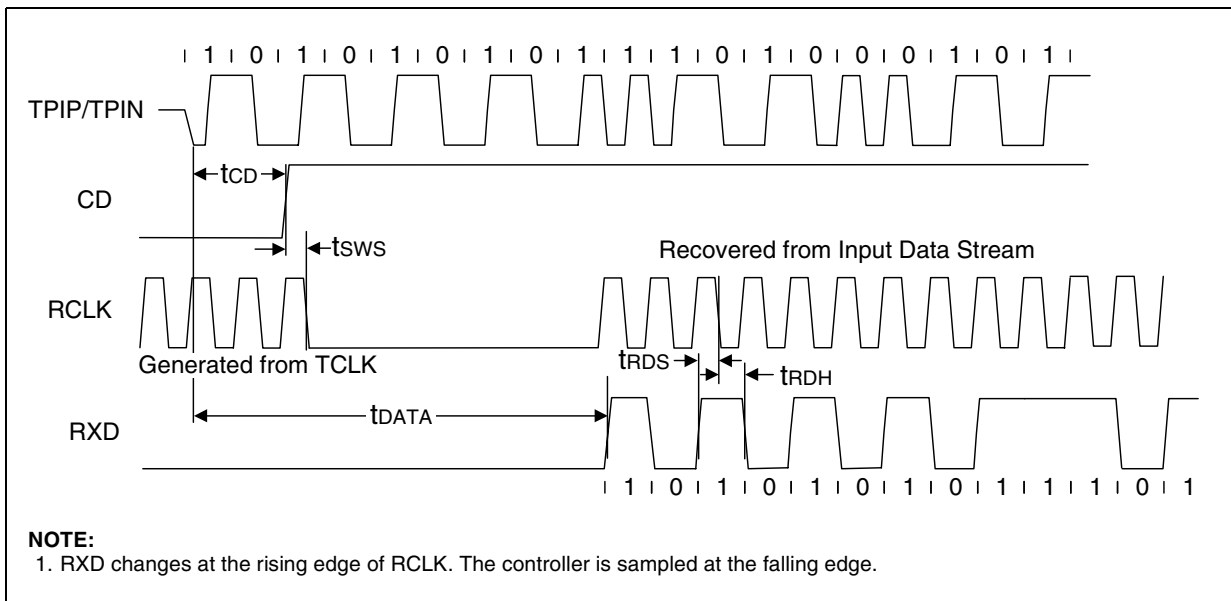 1 0 1 0 1 0 1 0 1 1 1 0 1 0 0 0 1 0 1
TPIP/TPIN
tCD
CD
tSWS
Recovered from Input Data Stream
RCLK
Generated from TCLK
tRDS
tRDH
tDATA
RXD
1 0 1 0 1 0 1 0 1 1 1 0 1
NOTE:
1. RXD changes at the rising edge of RCLK. The controller is sampled at the falling edge.